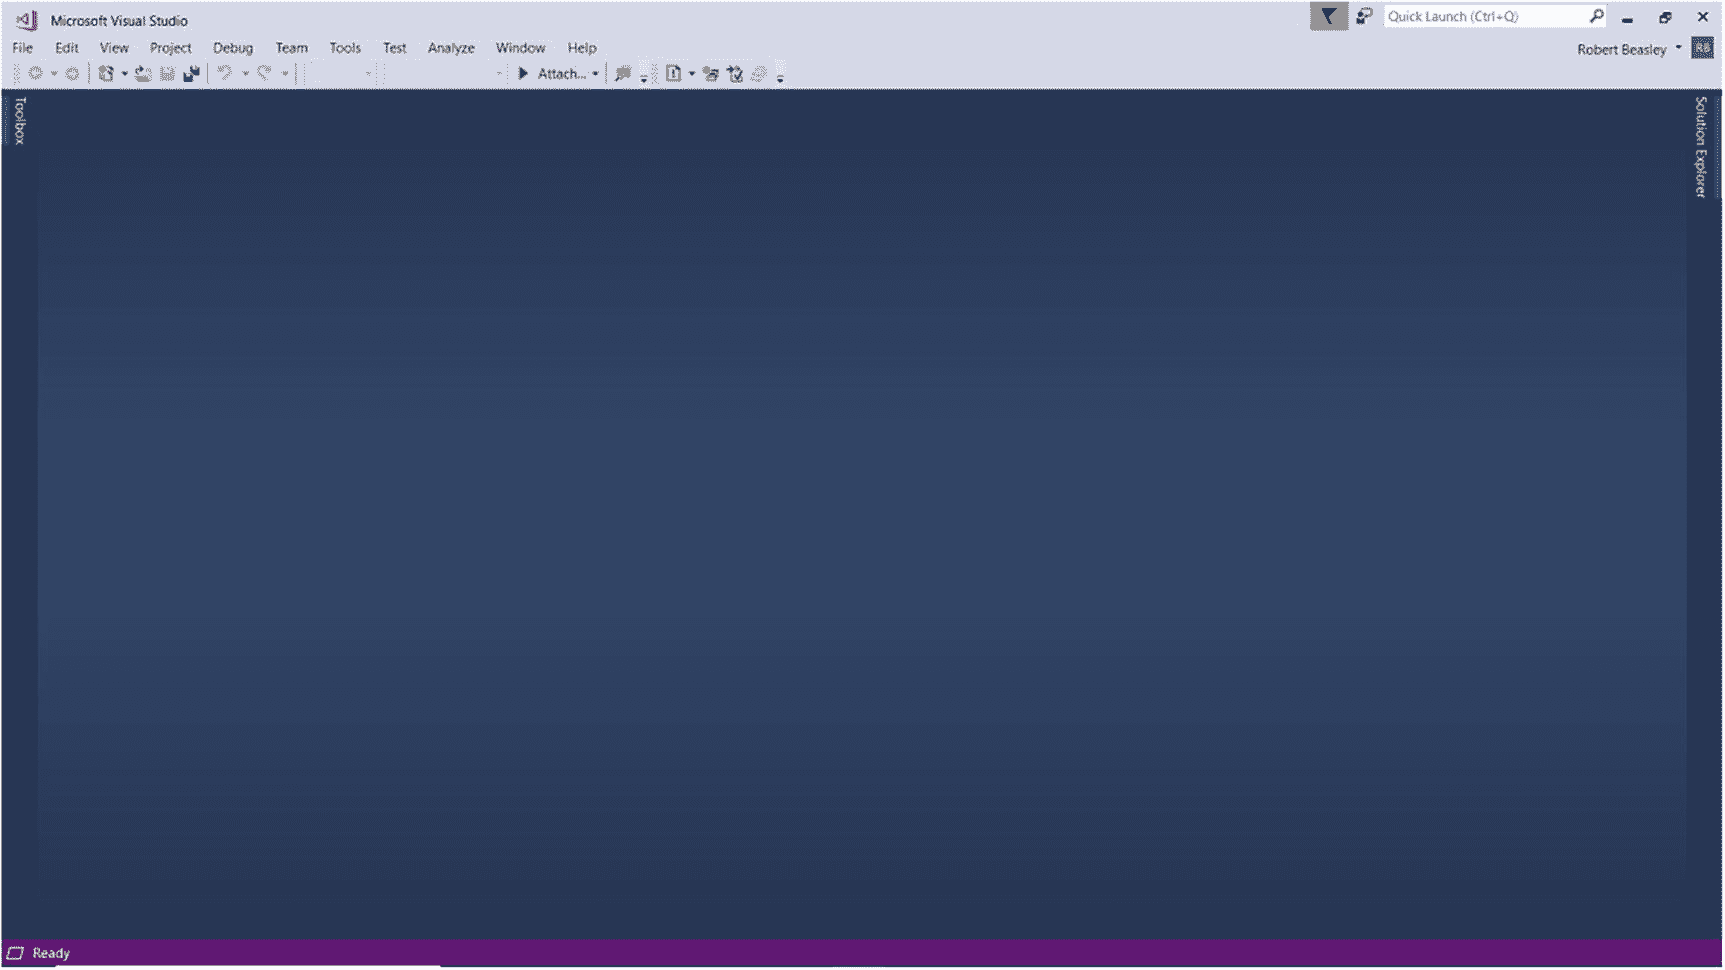 Microsoft Visual Studio
Quick Launch (Ctrl+Q)
File Edit View Project Debug Team Tools Test Analyze Window Help
Robert Beasley RB
Attach...
Toolbox
Solution Explorer
Ready